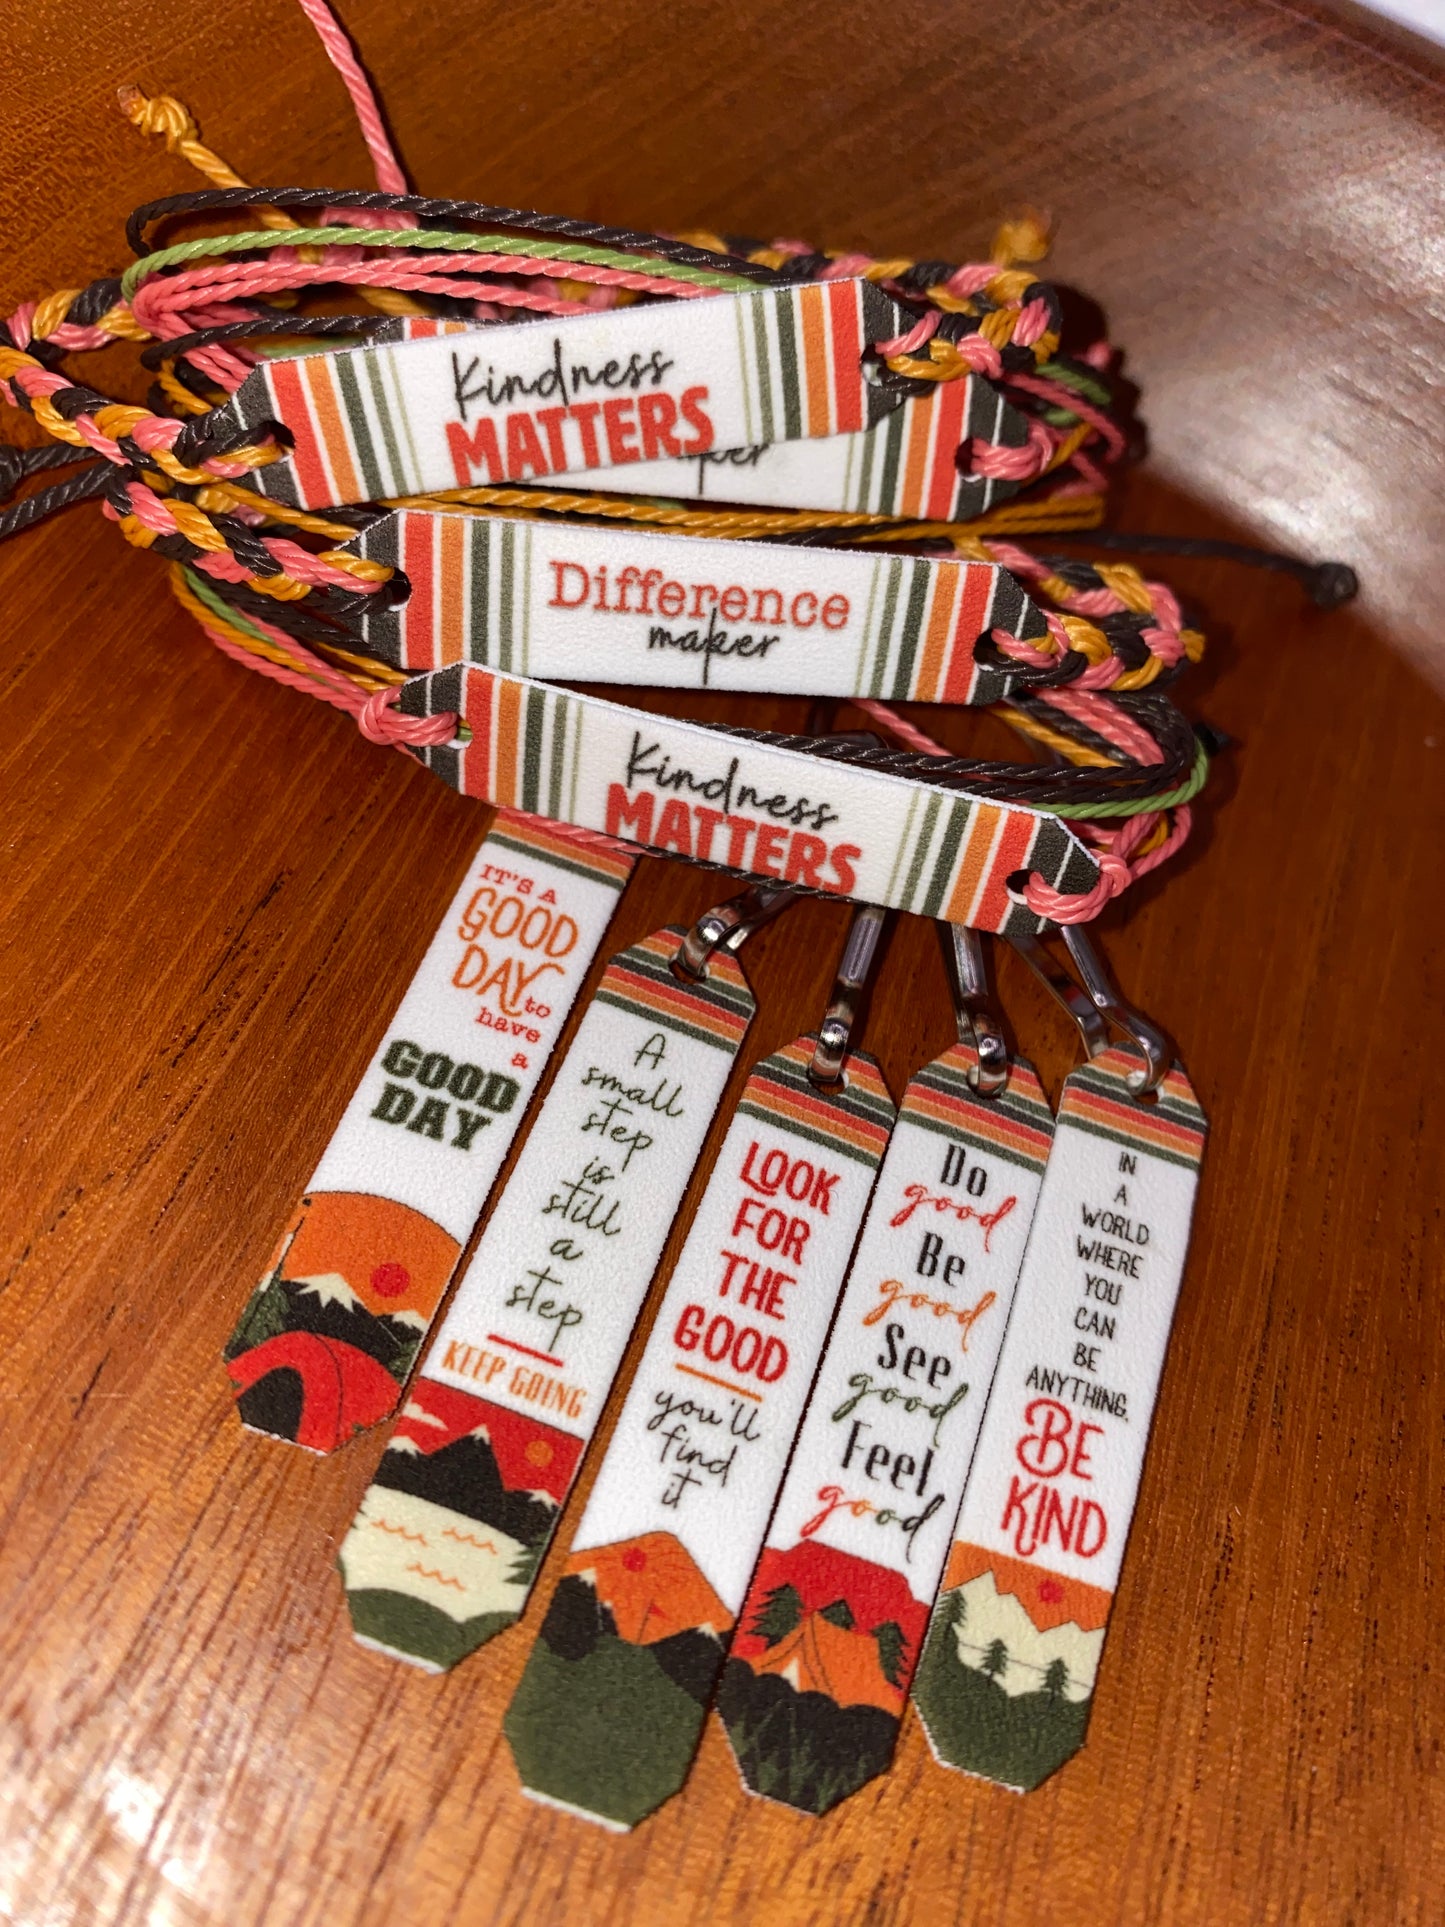 Kindness
MATTERS
maker
Difference
maker
Kindness
MATTERS
IT'S A
GOOD
DAY to
have
a
GOOD
DAY
A
small
step
is
still
a
step
KEEP GOING
LOOK
FOR
THE
GOOD
you'll
find
it
Do
good
Be
good
See
good
Feel
good
IN
A
WORLD
WHERE
YOU
CAN
BE
ANYTHING.
BE
KIND